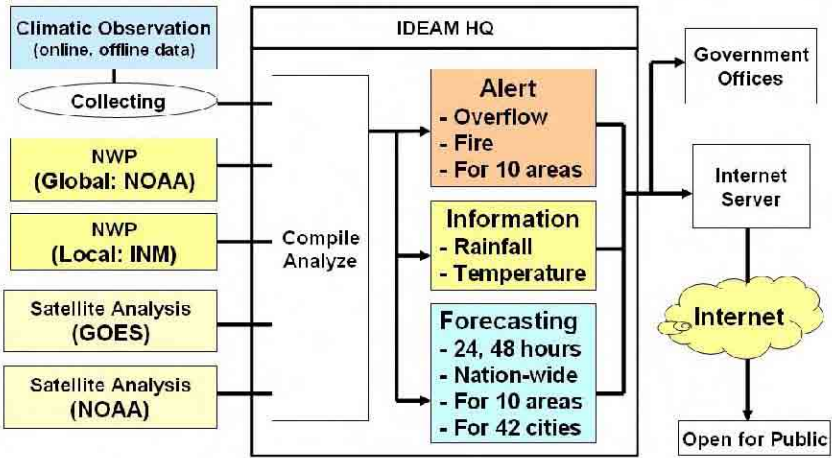 Climatic Observation
(online, offline data)
Collecting
NWP
(Global: NOAA)
NWP
(Local: INM)
Satellite Analysis
(GOES)
Satellite Analysis
(NOAA)
IDEAM HQ
Compile
Analyze
Alert
- Overflow
- Fire
- For 10 areas
Information
- Rainfall
- Temperature
Forecasting
- 24, 48 hours
- Nation-wide
- For 10 areas
- For 42 cities
Government
Offices
Internet
Server
Internet
Open for Public